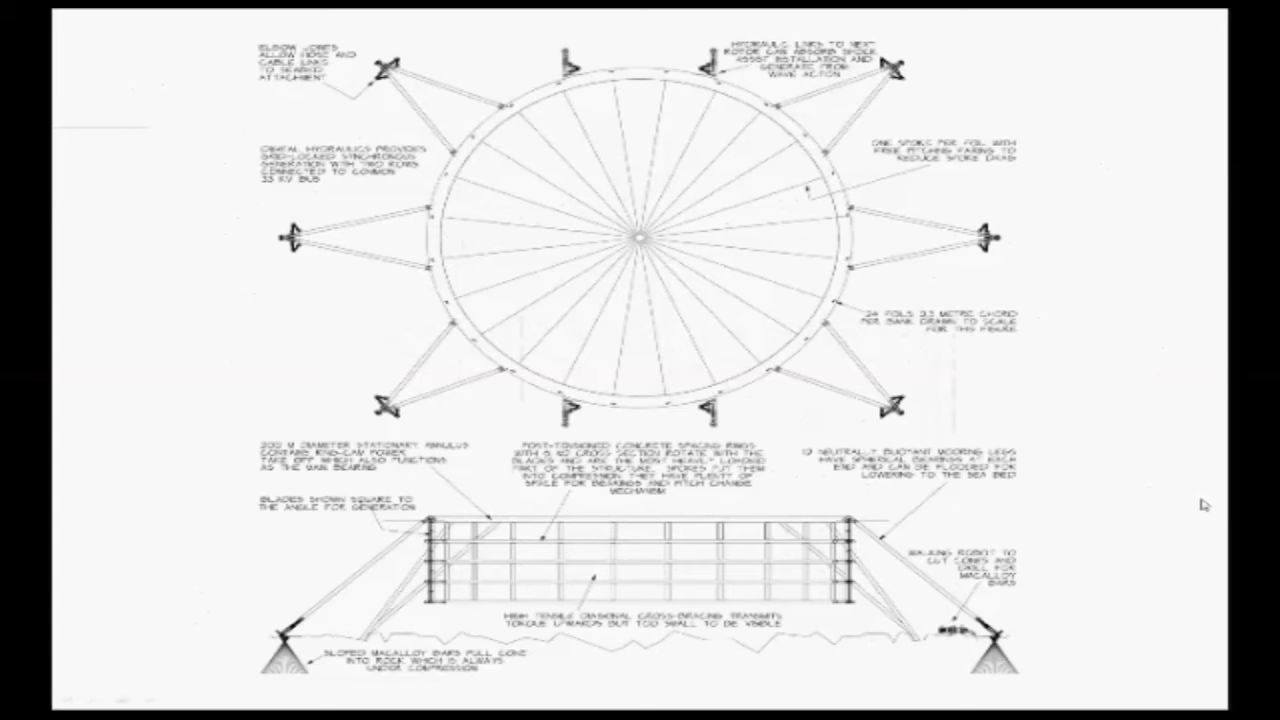 ELBOW JOINTS
ALLOW HOSE AND
CABLE LINKS
TO SEABED
ATTACHMENT
HYDRAULIC LINKS TO NEXT
ROTOR CAN ABSORB SHOCK
ASSIST INSTALLATION AND
GENERATE FROM
WAVE ACTION
DIGITAL HYDRAULICS PROVIDES
GRID-LOCKED SYNCHRONOUS
GENERATION WITH TWO ROWS
CONNECTED TO COMMON
33 KV BUS
ONE SPOKE PER FOIL WITH
FREE PITCHING FARING TO
REDUCE SPOKE DRAG
24 FOILS 3.3 METRE CHORD
PER BANK DRAWN TO SCALE
FOR THIS FIGURE
200 M DIAMETER STATIONARY ANNULUS
CONTAINS RING-CAM POWER
TAKE OFF WHICH ALSO FUNCTIONS
AS THE MAIN BEARING
POST-TENSIONED CONCRETE SPACING RINGS
WITH 6 M2 CROSS SECTION ROTATE WITH THE
BLADES AND ARE THE MOST HEAVILY LOADED
PART OF THE STRUCTURE. SPOKES PUT THEM
INTO COMPRESSION THEY HAVE PLENTY OF
SPACE FOR BEARINGS AND PITCH CHANGE
MECHANISM
12 NEUTRALLY BUOYANT MOORING LEGS
HAVE SPHERICAL BEARINGS AT EACH
END AND CAN BE FLOODED FOR
LOWERING TO THE SEA BED
BLADES SHOWN SQUARE TO
THE ANGLE FOR GENERATION
WALKING ROBOT TO
CUT CONES AND
DRILL FOR
MACALLOY
BARS
HIGH TENSILE DIAGONAL CROSS-BRACING TRANSMITS
TORQUE UPWARDS BUT TOO SMALL TO BE VISIBLE
SLOPED MACALLOY BARS PULL CONE
INTO ROCK WHICH IS ALWAYS
UNDER COMPRESSION